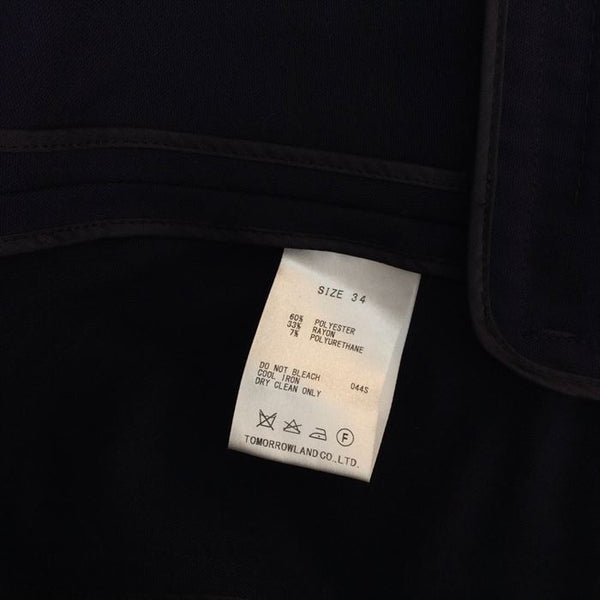 SIZE 34
60% POLYESTER
33% RAYON
7% POLYURETHANE
DO NOT BLEACH
COOL IRON 044S
DRY CLEAN ONLY
F
TOMORROWLAND CO., LTD.